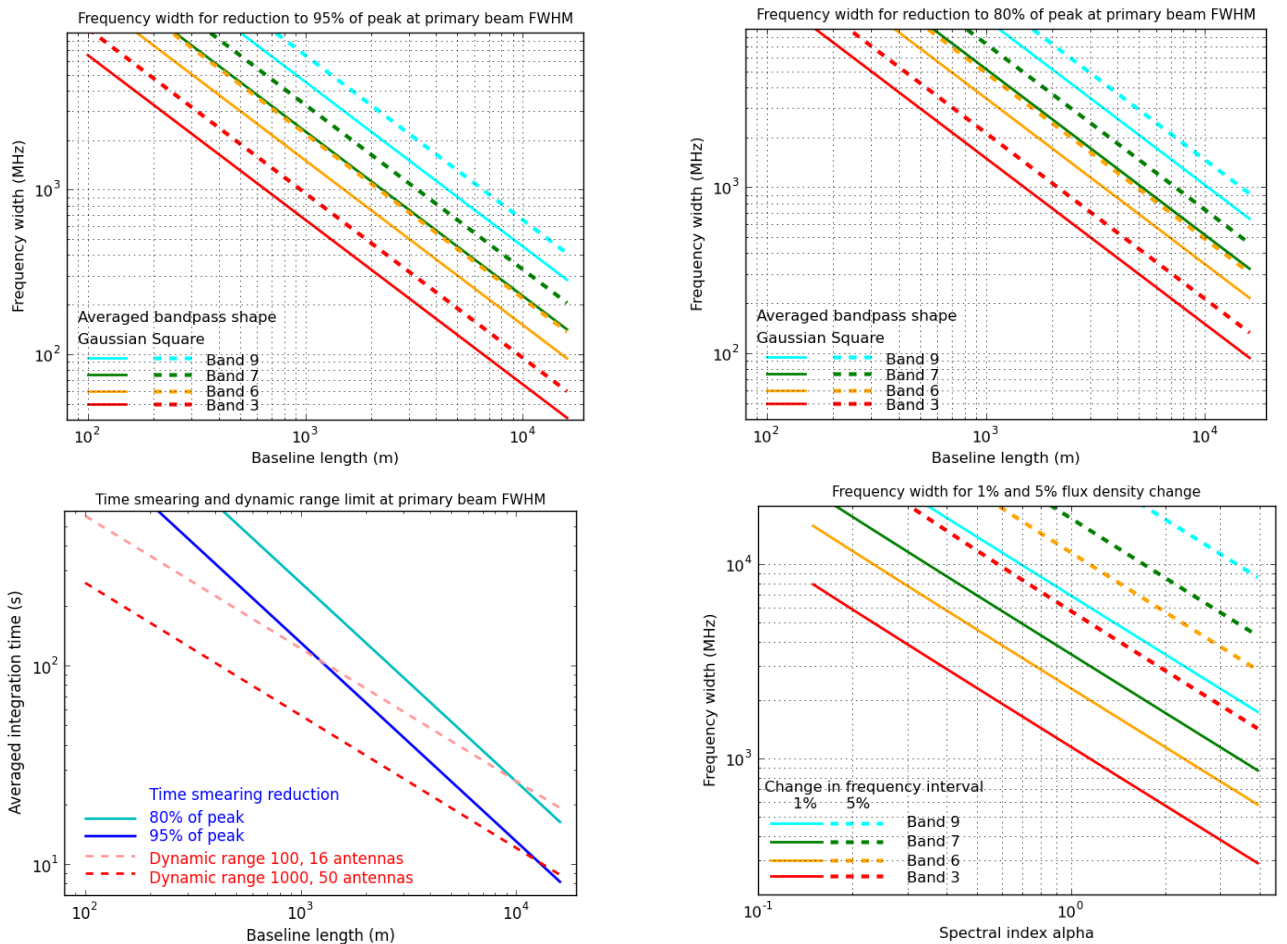 Frequency width for reduction to 95% of peak at primary beam FWHM
Frequency width (MHz)
10³
10²
Averaged bandpass shape
Gaussian Square
Band 9
Band 7
Band 6
Band 3
10² 10³ 10⁴
Baseline length (m)
Frequency width for reduction to 80% of peak at primary beam FWHM
Frequency width (MHz)
10³
10²
Averaged bandpass shape
Gaussian Square
Band 9
Band 7
Band 6
Band 3
10² 10³ 10⁴
Baseline length (m)
Time smearing and dynamic range limit at primary beam FWHM
Averaged integration time (s)
10²
10¹
Time smearing reduction
80% of peak
95% of peak
Dynamic range 100, 16 antennas
Dynamic range 1000, 50 antennas
10² 10³ 10⁴
Baseline length (m)
Frequency width for 1% and 5% flux density change
Frequency width (MHz)
10⁴
10³
Change in frequency interval
1% 5%
Band 9
Band 7
Band 6
Band 3
10⁻¹ 10⁰
Spectral index alpha